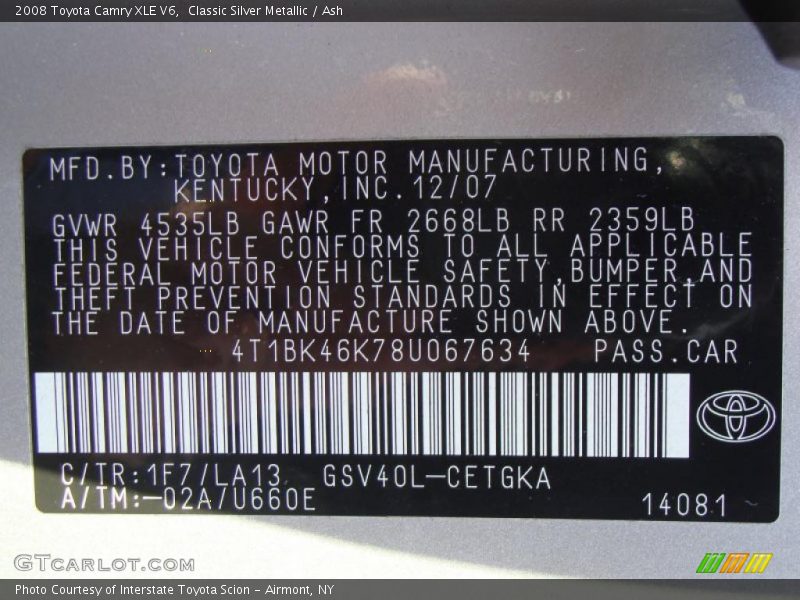 2008 Toyota Camry XLE V6,  Classic Silver Metallic / Ash
MFD.BY:TOYOTA MOTOR MANUFACTURING,
KENTUCKY,INC.12/07
GVWR 4535LB GAWR FR 2668LB RR 2359LB
THIS VEHICLE CONFORMS TO ALL APPLICABLE
FEDERAL MOTOR VEHICLE SAFETY,BUMPER,AND
THEFT PREVENTION STANDARDS IN EFFECT ON
THE DATE OF MANUFACTURE SHOWN ABOVE.
4T1BK46K78U067634 PASS.CAR
C/TR:1F7/LA13 GSV40L-CETGKA
A/TM:-02A/U660E 14081
GTCARLOT.COM
Photo Courtesy of Interstate Toyota Scion - Airmont, NY